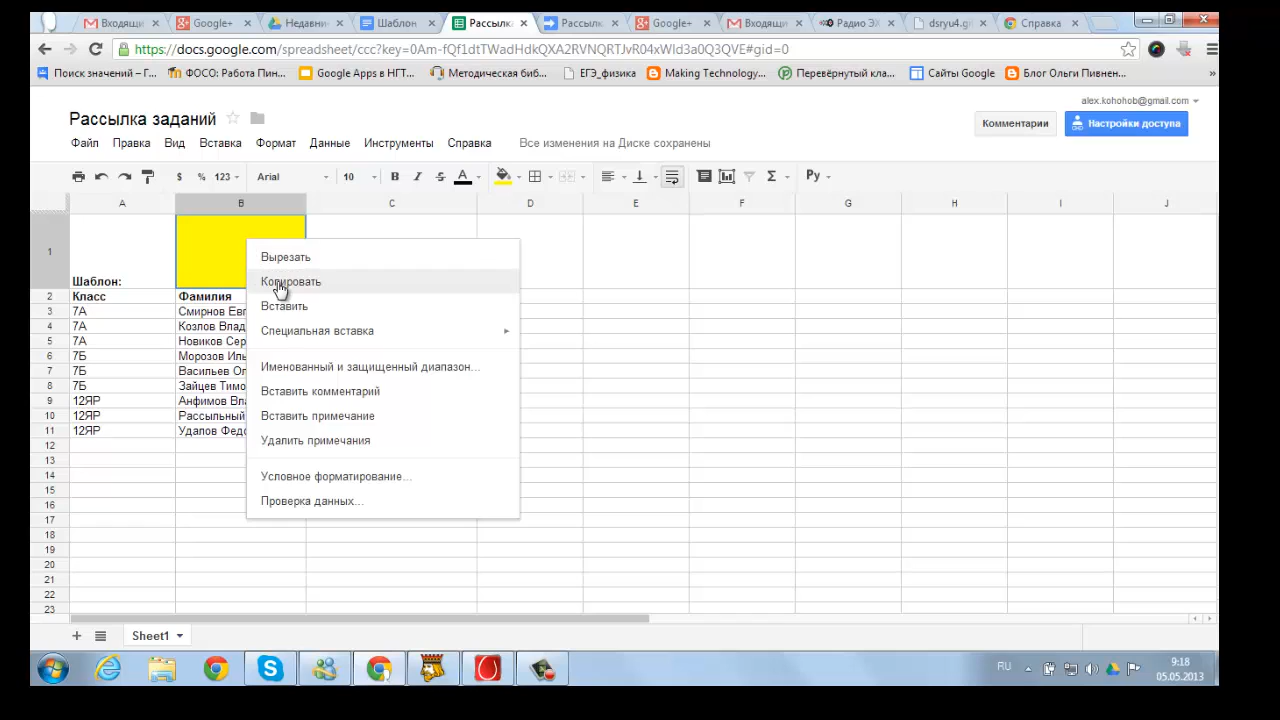 Входящи
Google+
Недавни
Шаблон
Рассылка
Рассылк
Google+
Входящи
Радио ЭХ
dsryu4.gr
Справка
https://docs.google.com/spreadsheet/ccc?key=0Am-fQf1dtTWadHdkQXA2RVNQRTJvR04xWld3a0Q3QVE#gid=0
Поиск значений – Г...
ФОСО: Работа Пин...
Google Apps в НГТ...
Методическая биб...
ЕГЭ_физика
Making Technology...
Перевёрнутый кла...
Сайты Google
Блог Ольги Пивнен...
»
alex.kohohob@gmail.com
Рассылка заданий
Комментарии
Настройки доступа
Файл Правка Вид Вставка Формат Данные Инструменты Справка Все изменения на Диске сохранены
$ % 123 Arial 10 B I S A Σ Ру
A B C D E F G H I J
1 Шаблон:
2 Класс Фамилия
3 7А Смирнов Евг
4 7А Козлов Влад
5 7А Новиков Сер
6 7Б Морозов Иль
7 7Б Васильев Ол
8 7Б Зайцев Тимо
9 12ЯР Анфимов Вла
10 12ЯР Рассыльный
11 12ЯР Удапов Федо
12
13
14
15
16
17
18
19
20
21
22
23
Вырезать
Копировать
Вставить
Специальная вставка
Именованный и защищенный диапазон...
Вставить комментарий
Вставить примечание
Удалить примечания
Условное форматирование...
Проверка данных...
Sheet1
RU
9:18
05.05.2013